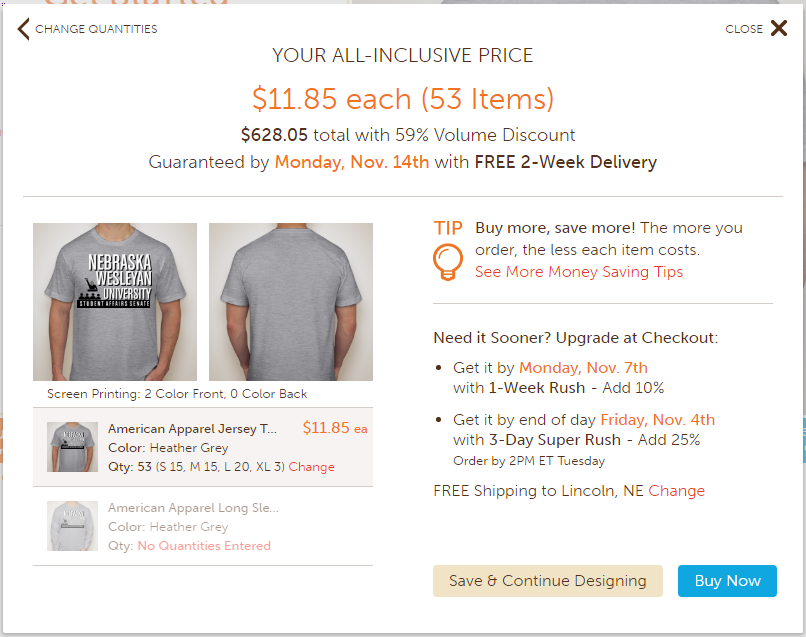 CHANGE QUANTITIES
CLOSE
YOUR ALL-INCLUSIVE PRICE
$11.85 each (53 Items)
$628.05 total with 59% Volume Discount
Guaranteed by Monday, Nov. 14th with FREE 2-Week Delivery
NEBRASKA
WESLEYAN
UNIVERSITY
STUDENT AFFAIRS SENATE
Screen Printing: 2 Color Front, 0 Color Back
American Apparel Jersey T... $11.85 ea
Color: Heather Grey
Qty: 53 (S 15, M 15, L 20, XL 3) Change
American Apparel Long Sle...
Color: Heather Grey
Qty: No Quantities Entered
TIP Buy more, save more! The more you
order, the less each item costs.
See More Money Saving Tips
Need it Sooner? Upgrade at Checkout:
• Get it by Monday, Nov. 7th
with 1-Week Rush - Add 10%
• Get it by end of day Friday, Nov. 4th
with 3-Day Super Rush - Add 25%
Order by 2PM ET Tuesday
FREE Shipping to Lincoln, NE Change
Save & Continue Designing
Buy Now